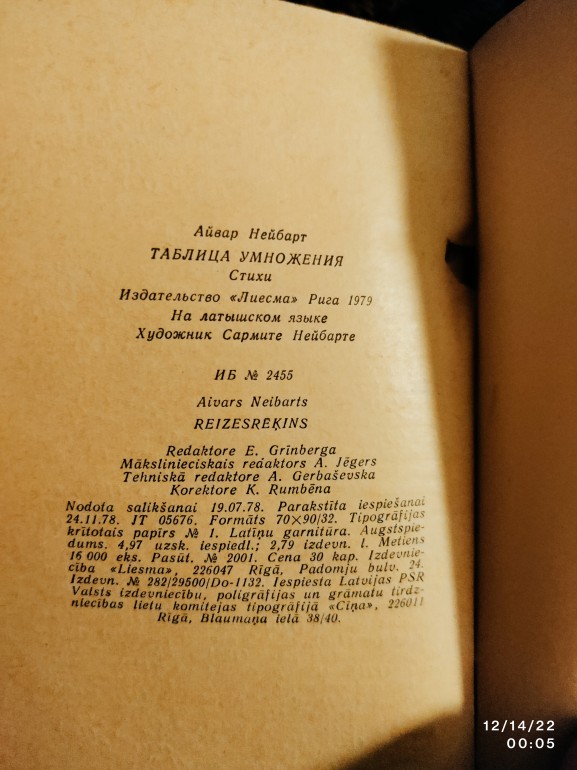 Айвар Нейбарт
ТАБЛИЦА УМНОЖЕНИЯ
Стихи
Издательство «Лиесма» Рига 1979
На латышском языке
Художник Сармите Нейбарте
ИБ № 2455
Aivars Neibarts
REIZESRĒĶINS
Redaktore E. Grīnberga
Mākslinieciskais redaktors A. Jēgers
Tehniskā redaktore A. Gerbaševska
Korektore K. Rumbēna
Nodota salikšanai 19.07.78. Parakstīta iespiešanai
24.11.78. IT 05676. Formāts 70×90/32. Tipogrāfijas
krītotais papīrs № 1. Latīņu garnitūra. Augstspie-
dums. 4,97 uzsk. iespiedl.; 2,79 izdevn. l. Metiens
16 000 eks. Pasūt. № 2001. Cena 30 kap. Izdevnie-
cība «Liesma», 226047 Rīgā, Padomju bulv. 24.
Izdevn. № 282/29500/Do-1132. Iespiesta Latvijas PSR
Valsts izdevniecību, poligrāfijas un grāmatu tirdz-
niecības lietu komitejas tipogrāfijā «Cīņa», 226011
Rīgā, Blaumaņa ielā 38/40.
12/14/22
00:05